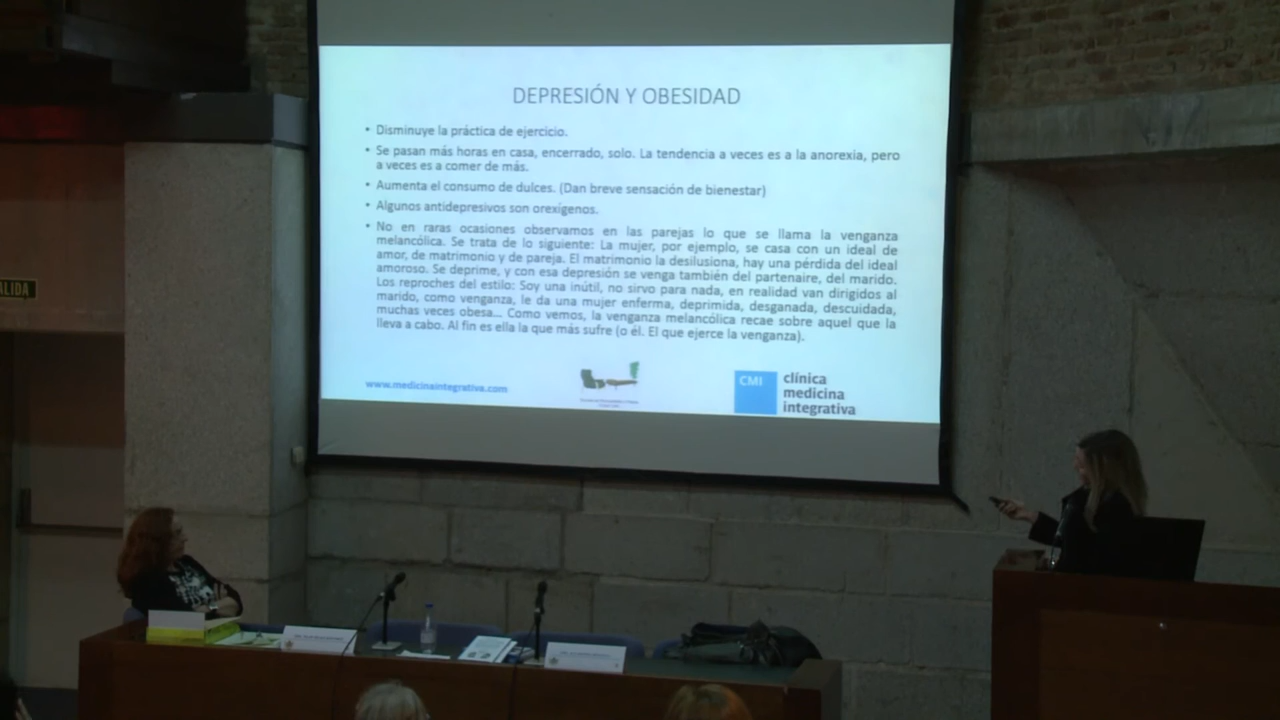 DEPRESIÓN Y OBESIDAD
• Disminuye la práctica de ejercicio.
• Se pasan más horas en casa, encerrado, solo. La tendencia a veces es a la anorexia, pero
a veces es a comer de más.
• Aumenta el consumo de dulces. (Dan breve sensación de bienestar)
• Algunos antidepresivos son orexígenos.
• No en raras ocasiones observamos en las parejas lo que se llama la venganza
melancólica. Se trata de lo siguiente: La mujer, por ejemplo, se casa con un ideal de
amor, de matrimonio y de pareja. El matrimonio la desilusiona, hay una pérdida del ideal
amoroso. Se deprime, y con esa depresión se venga también del partenaire, del marido.
Los reproches del estilo: Soy una inútil, no sirvo para nada, en realidad van dirigidos al
marido, como venganza, le da una mujer enferma, deprimida, desganada, descuidada,
muchas veces obesa... Como vemos, la venganza melancólica recae sobre aquel que la
lleva a cabo. Al fin es ella la que más sufre (o él. El que ejerce la venganza).
www.medicinaintegrativa.com
CMI
clínica
medicina
integrativa
ALIDA